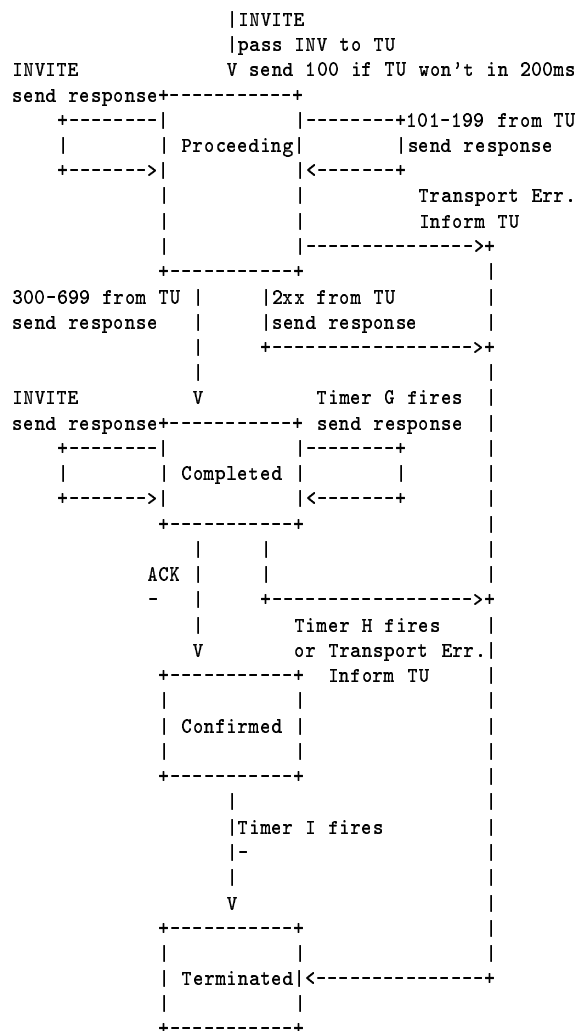 |INVITE
|pass INV to TU
INVITE V send 100 if TU won't in 200ms
send response+-----------+
+--------| |--------+101-199 from TU
| | Proceeding| |send response
+------->| |<-------+
| | Transport Err.
| | Inform TU
| |--------------->+
+-----------+ |
300-699 from TU | |2xx from TU |
send response | |send response |
| +------------------>+
| |
INVITE V Timer G fires |
send response+-----------+ send response |
+--------| |--------+ |
| | Completed | | |
+------->| |<-------+ |
+-----------+ |
| | |
ACK | | |
- | +------------------>+
| Timer H fires |
V or Transport Err.|
+-----------+ Inform TU |
| | |
| Confirmed | |
| | |
+-----------+ |
| |
|Timer I fires |
|- |
| |
V |
+-----------+ |
| | |
| Terminated|<---------------+
| |
+-----------+